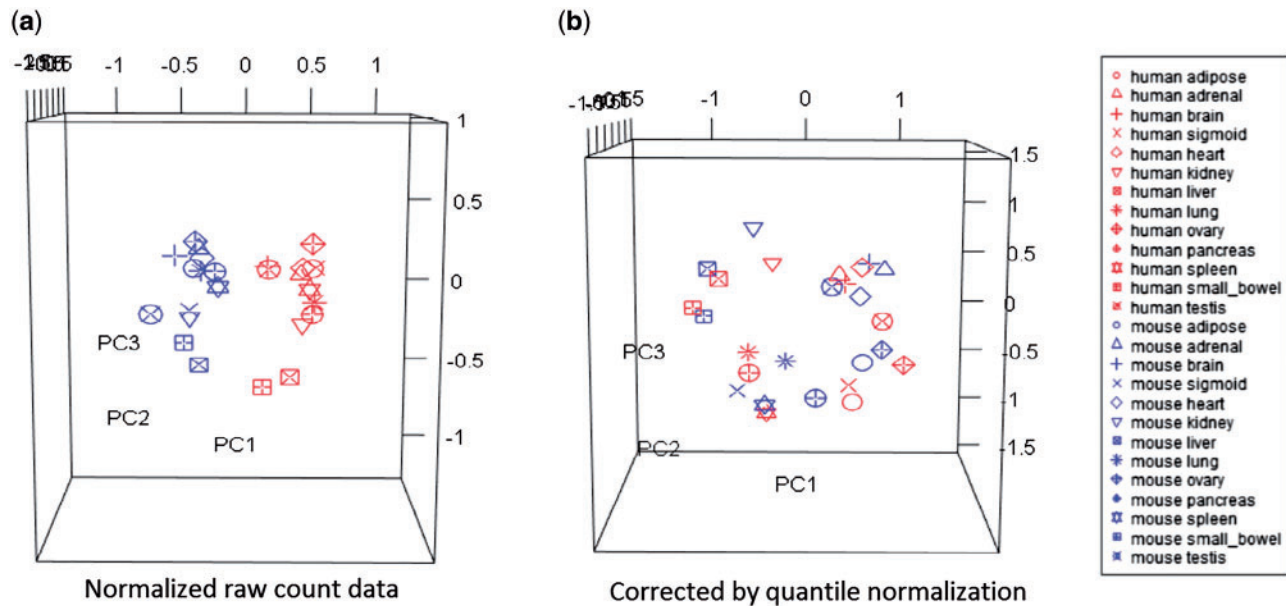 (a)
-1 -0.5 0 0.5 1
1
0.5
0
-0.5
-1
PC3
PC2
PC1
Normalized raw count data
(b)
-1 0 1
1.5
1
0.5
0
-0.5
-1
-1.5
PC3
PC2
PC1
Corrected by quantile normalization
human adipose
human adrenal
human brain
human sigmoid
human heart
human kidney
human liver
human lung
human ovary
human pancreas
human spleen
human small_bowel
human testis
mouse adipose
mouse adrenal
mouse brain
mouse sigmoid
mouse heart
mouse kidney
mouse liver
mouse lung
mouse ovary
mouse pancreas
mouse spleen
mouse small_bowel
mouse testis